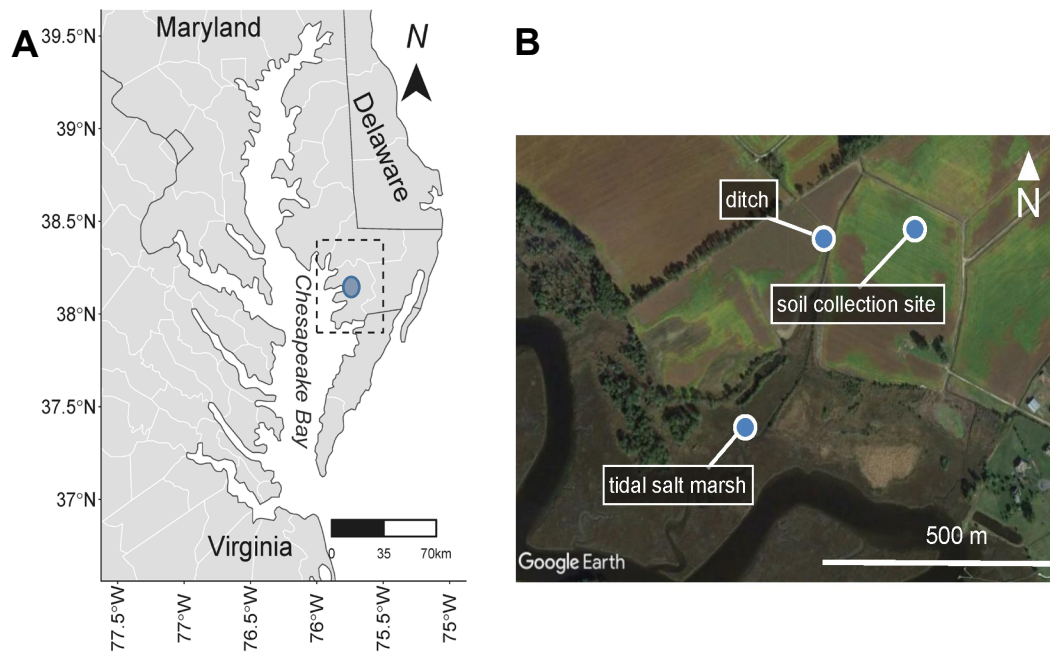 A
Maryland
N
Delaware
Chesapeake Bay
Virginia
39.5°N
39°N
38.5°N
38°N
37.5°N
37°N
0 35 70km
77.5°W
77°W
76.5°W
76°W
75.5°W
75°W
B
N
ditch
soil collection site
tidal salt marsh
500 m
Google Earth